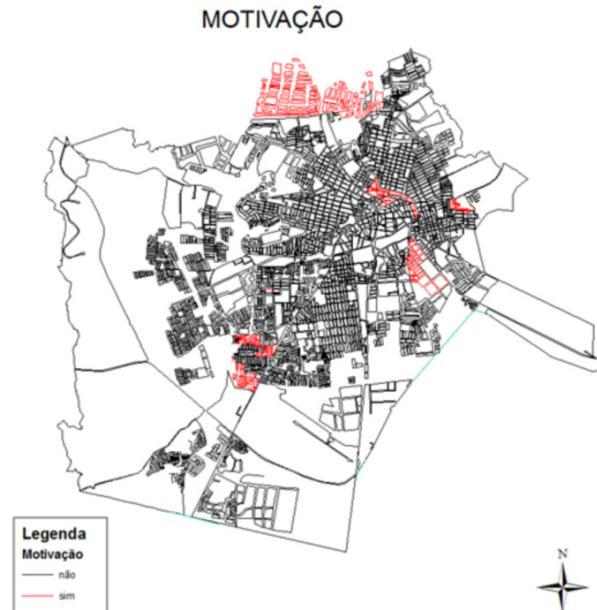 MOTIVAÇÃO
Legenda
Motivação
não
sim
N